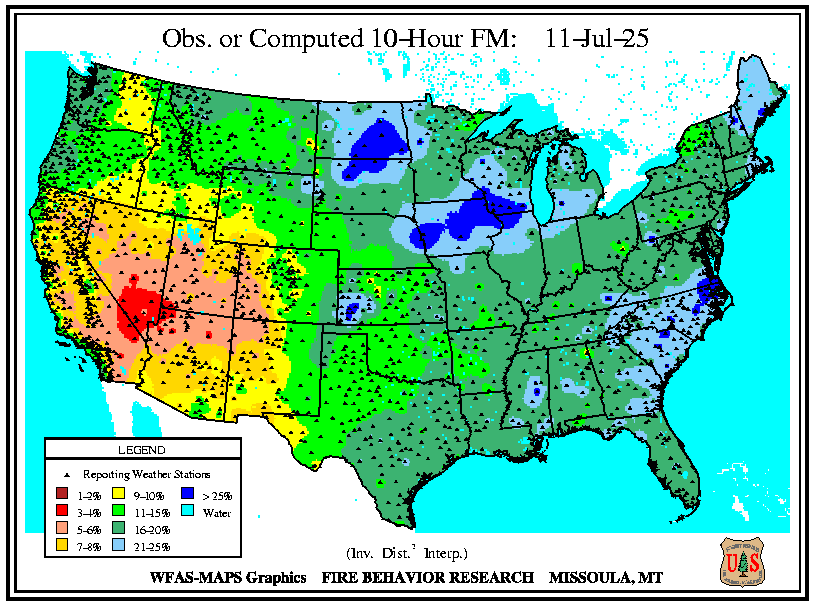 Obs. or Computed 10-Hour FM: 11-Jul-25
LEGEND
Reporting Weather Stations
1-2% 9-10% > 25%
3-4% 11-15% Water
5-6% 16-20%
7-8% 21-25%
(Inv. Dist.² Interp.)
WFAS-MAPS Graphics FIRE BEHAVIOR RESEARCH MISSOULA, MT
U S